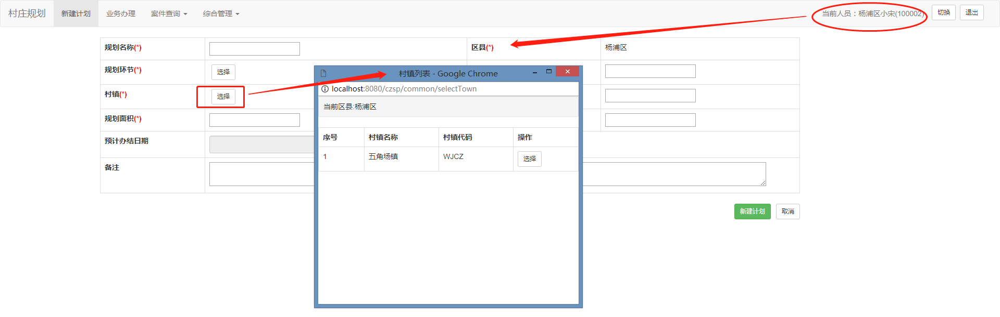 村庄规划 新建计划 业务办理 案件查询 综合管理 当前人员：杨浦区小宋(100002) 切换 退出
规划名称(*) 区县(*) 杨浦区
规划环节(*) 选择
村镇列表 - Google Chrome
localhost:8080/czsp/common/selectTown
村镇(*) 选择
当前区县:杨浦区
规划面积(*)
序号 村镇名称 村镇代码 操作
预计办结日期
1 五角场镇 WJCZ 选择
备注
新建计划 取消